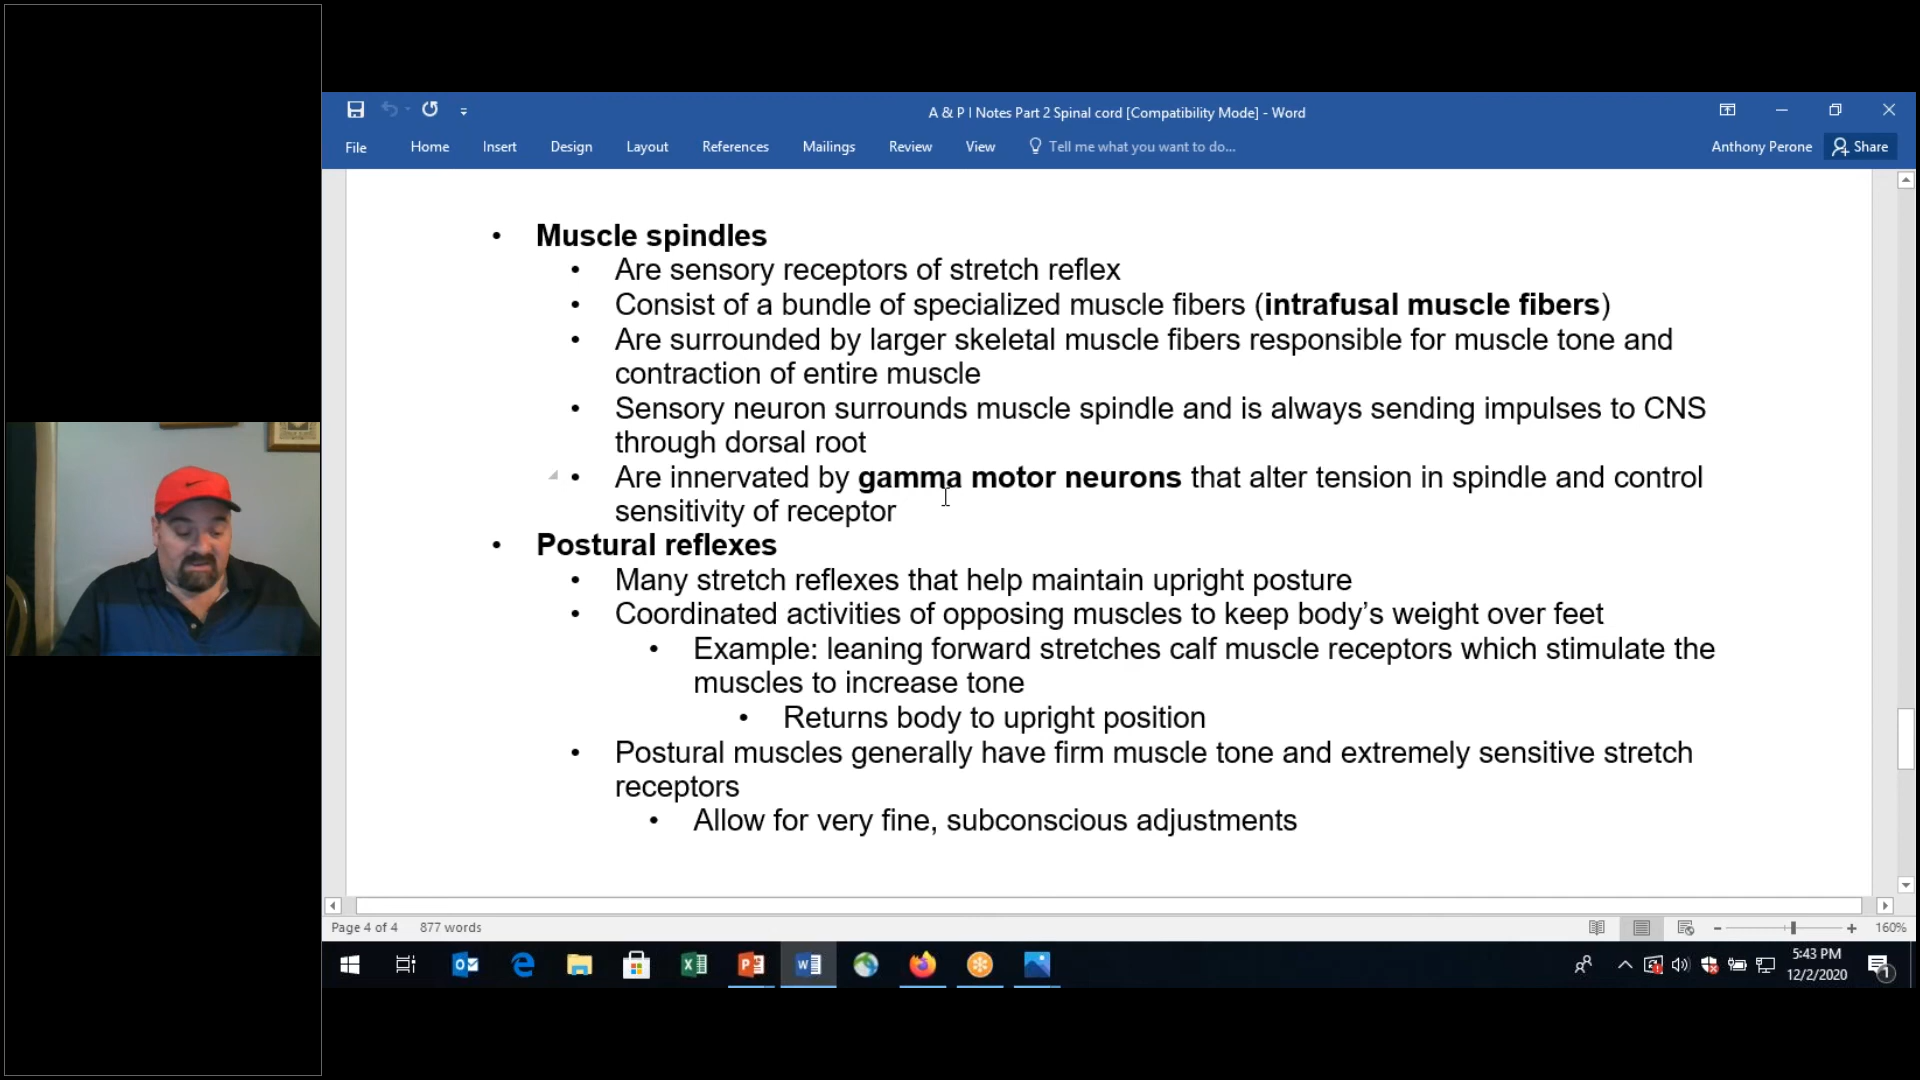 A & P I Notes Part 2 Spinal cord [Compatibility Mode] - Word
File Home Insert Design Layout References Mailings Review View Tell me what you want to do... Anthony Perone Share
• Muscle spindles
• Are sensory receptors of stretch reflex
• Consist of a bundle of specialized muscle fibers (intrafusal muscle fibers)
• Are surrounded by larger skeletal muscle fibers responsible for muscle tone and
contraction of entire muscle
• Sensory neuron surrounds muscle spindle and is always sending impulses to CNS
through dorsal root
• Are innervated by gamma motor neurons that alter tension in spindle and control
sensitivity of receptor
• Postural reflexes
• Many stretch reflexes that help maintain upright posture
• Coordinated activities of opposing muscles to keep body’s weight over feet
• Example: leaning forward stretches calf muscle receptors which stimulate the
muscles to increase tone
• Returns body to upright position
• Postural muscles generally have firm muscle tone and extremely sensitive stretch
receptors
• Allow for very fine, subconscious adjustments
Page 4 of 4 877 words 160%
5:43 PM
12/2/2020
1